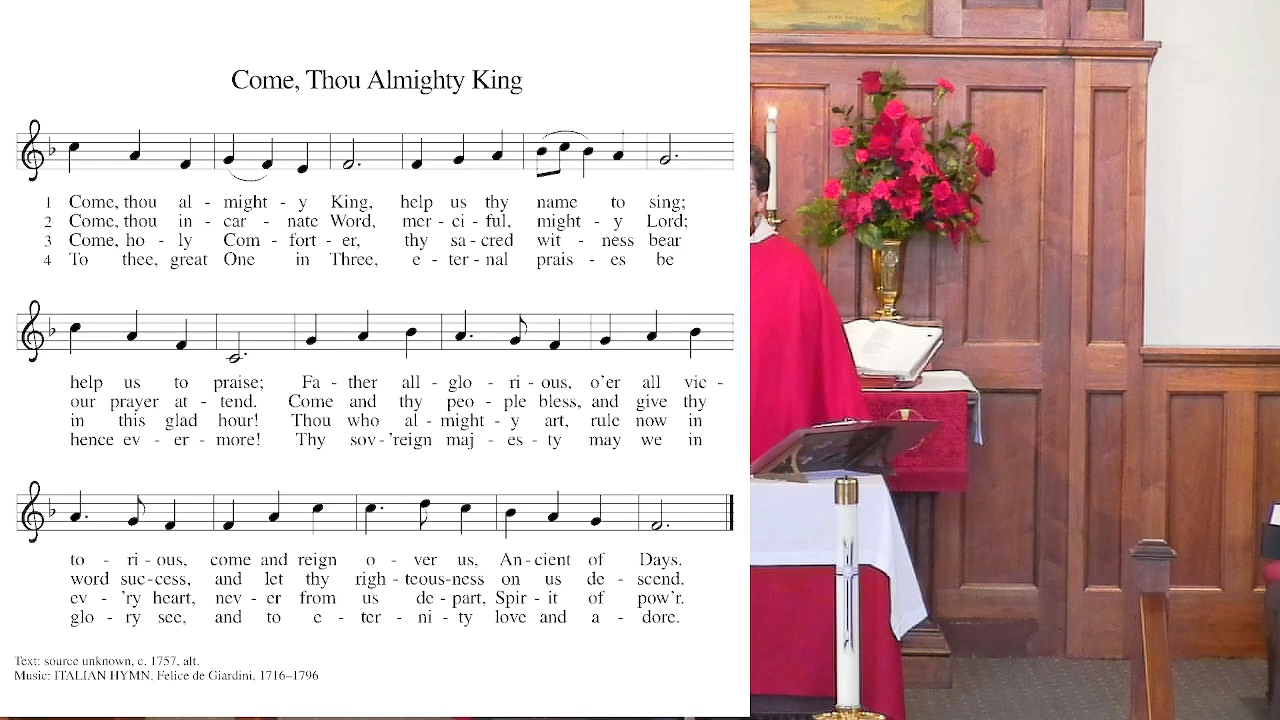 Come, Thou Almighty King
1 Come, thou al - might - y King, help us thy name to sing;
2 Come, thou in - car - nate Word, mer - ci - ful, might - y Lord;
3 Come, ho - ly Com - fort - er, thy sa - cred wit - ness bear
4 To thee, great One in Three, e - ter - nal prais - es be
help us to praise; Fa - ther all - glo - ri - ous, o'er - all vic -
our prayer at - tend. Come and thy peo - ple bless, and give thy
in this glad hour! Thou who al - might - y art, rule now in
hence ev - er - more! Thy sov - 'reign maj - es - ty may we in
to - ri - ous, come and reign o - ver us, An - cient of Days.
word suc - cess, and let thy righ - teous - ness on us de - scend.
ev - 'ry heart, nev - er from us de - part, Spir - it of pow'r.
glo - ry see, and to e - ter - ni - ty love and a - dore.
Text: source unknown, c. 1757, alt.
Music: ITALIAN HYMN, Felice de Giardini, 1716–1796